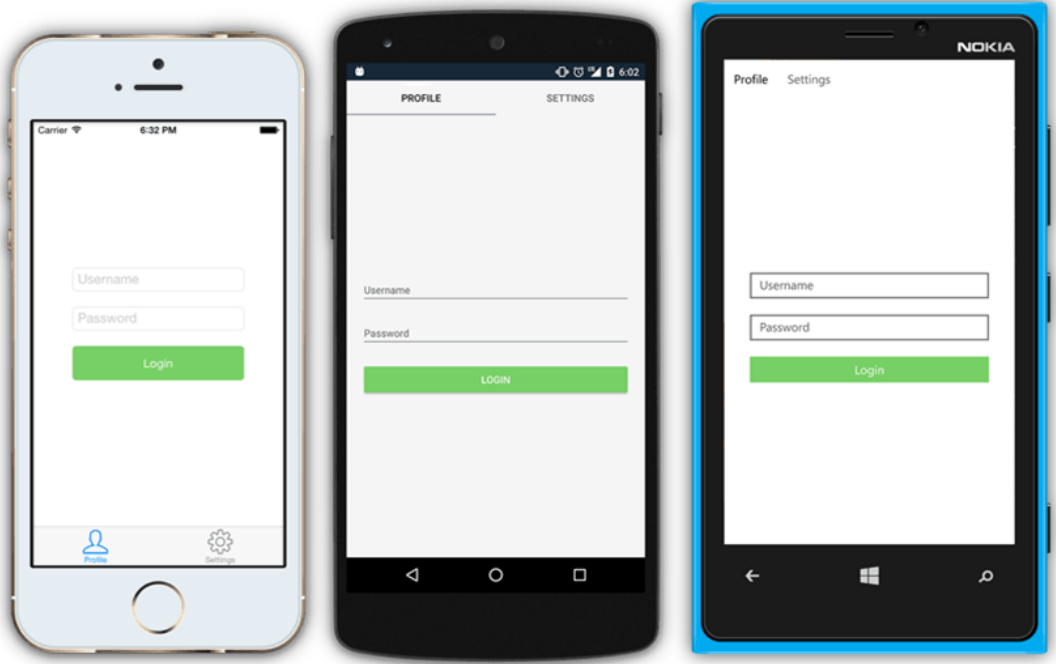 Carrier 6:32 PM
Username
Password
Login
Profile Settings
6:02
PROFILE SETTINGS
Username
Password
LOGIN
NOKIA
Profile Settings
Username
Password
Login